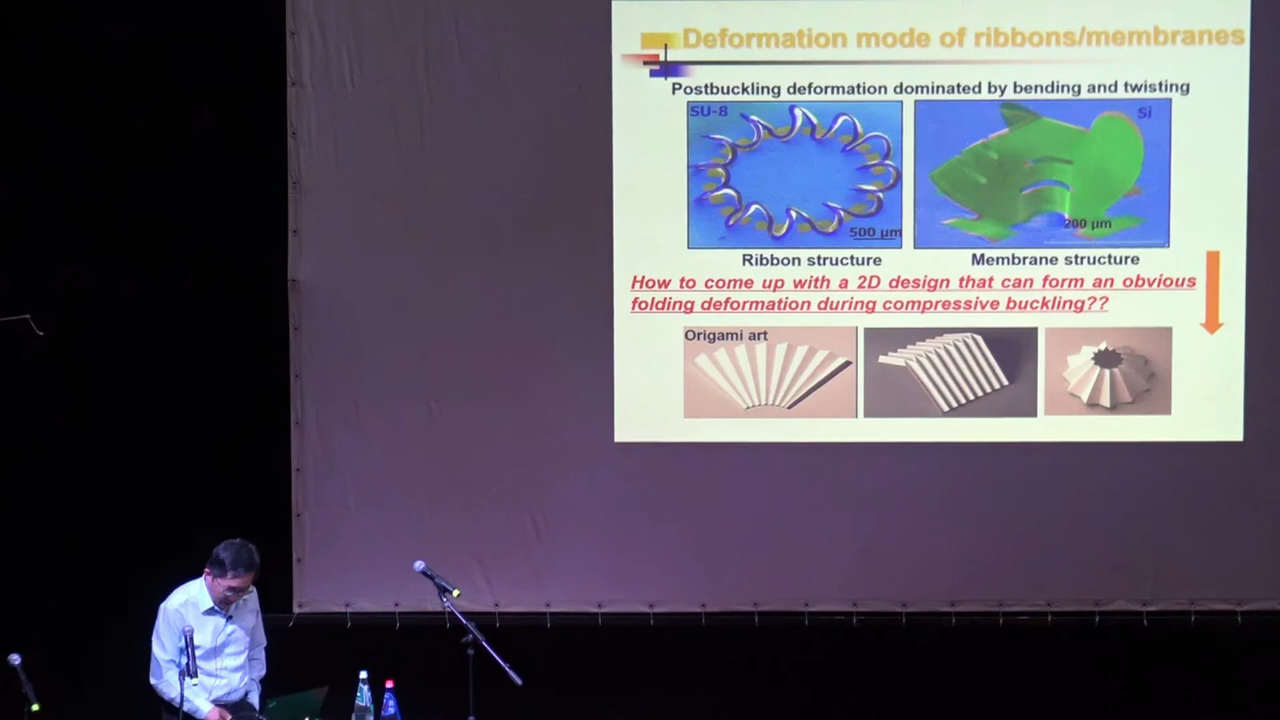 Deformation mode of ribbons/membranes
Postbuckling deformation dominated by bending and twisting
SU-8
Si
500 µm
200 µm
Ribbon structure
Membrane structure
How to come up with a 2D design that can form an obvious
folding deformation during compressive buckling??
Origami art